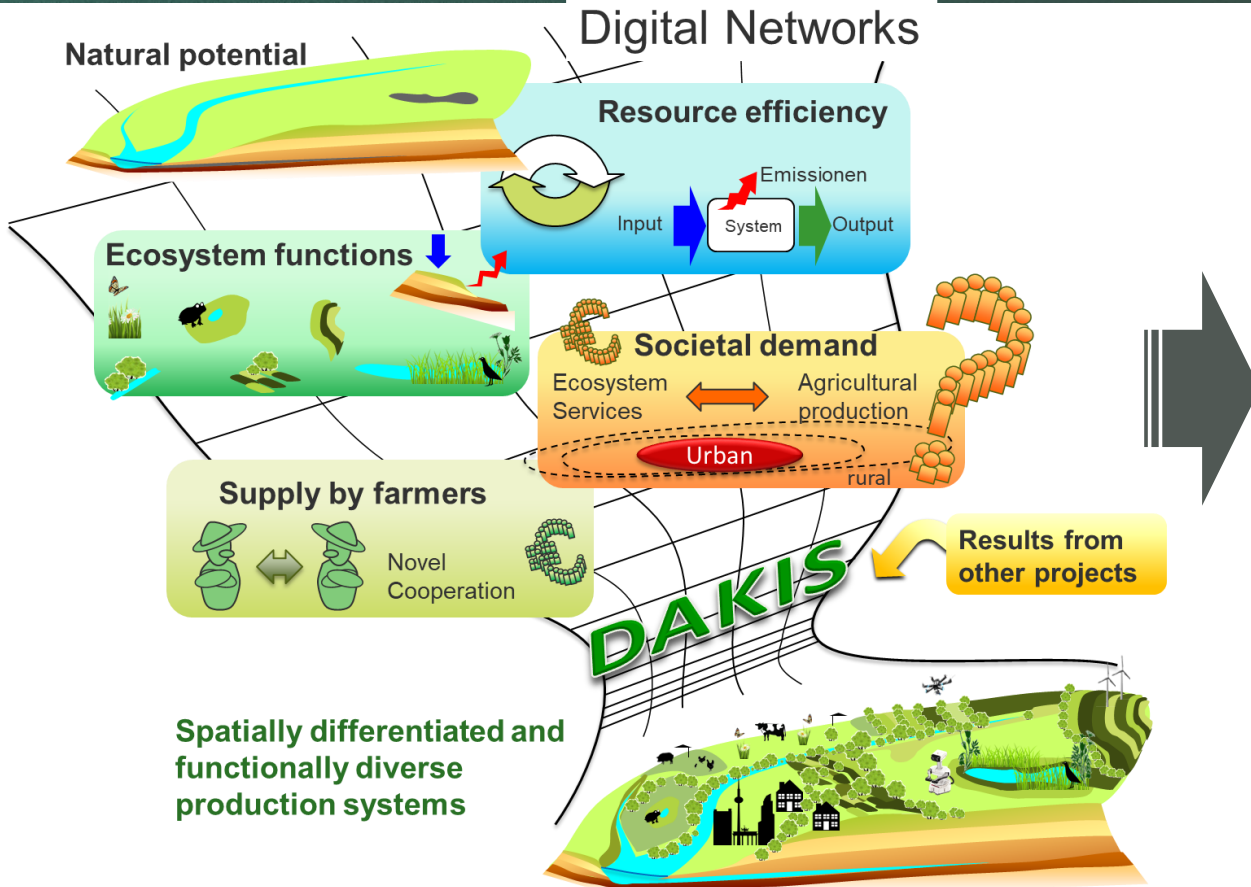 Digital Networks
Natural potential
Resource efficiency
Emissionen
Input
System
Output
Ecosystem functions
Societal demand
Ecosystem
Services
Agricultural
production
Urban
rural
Supply by farmers
Novel
Cooperation
Results from
other projects
DAKIS
Spatially differentiated and
functionally diverse
production systems